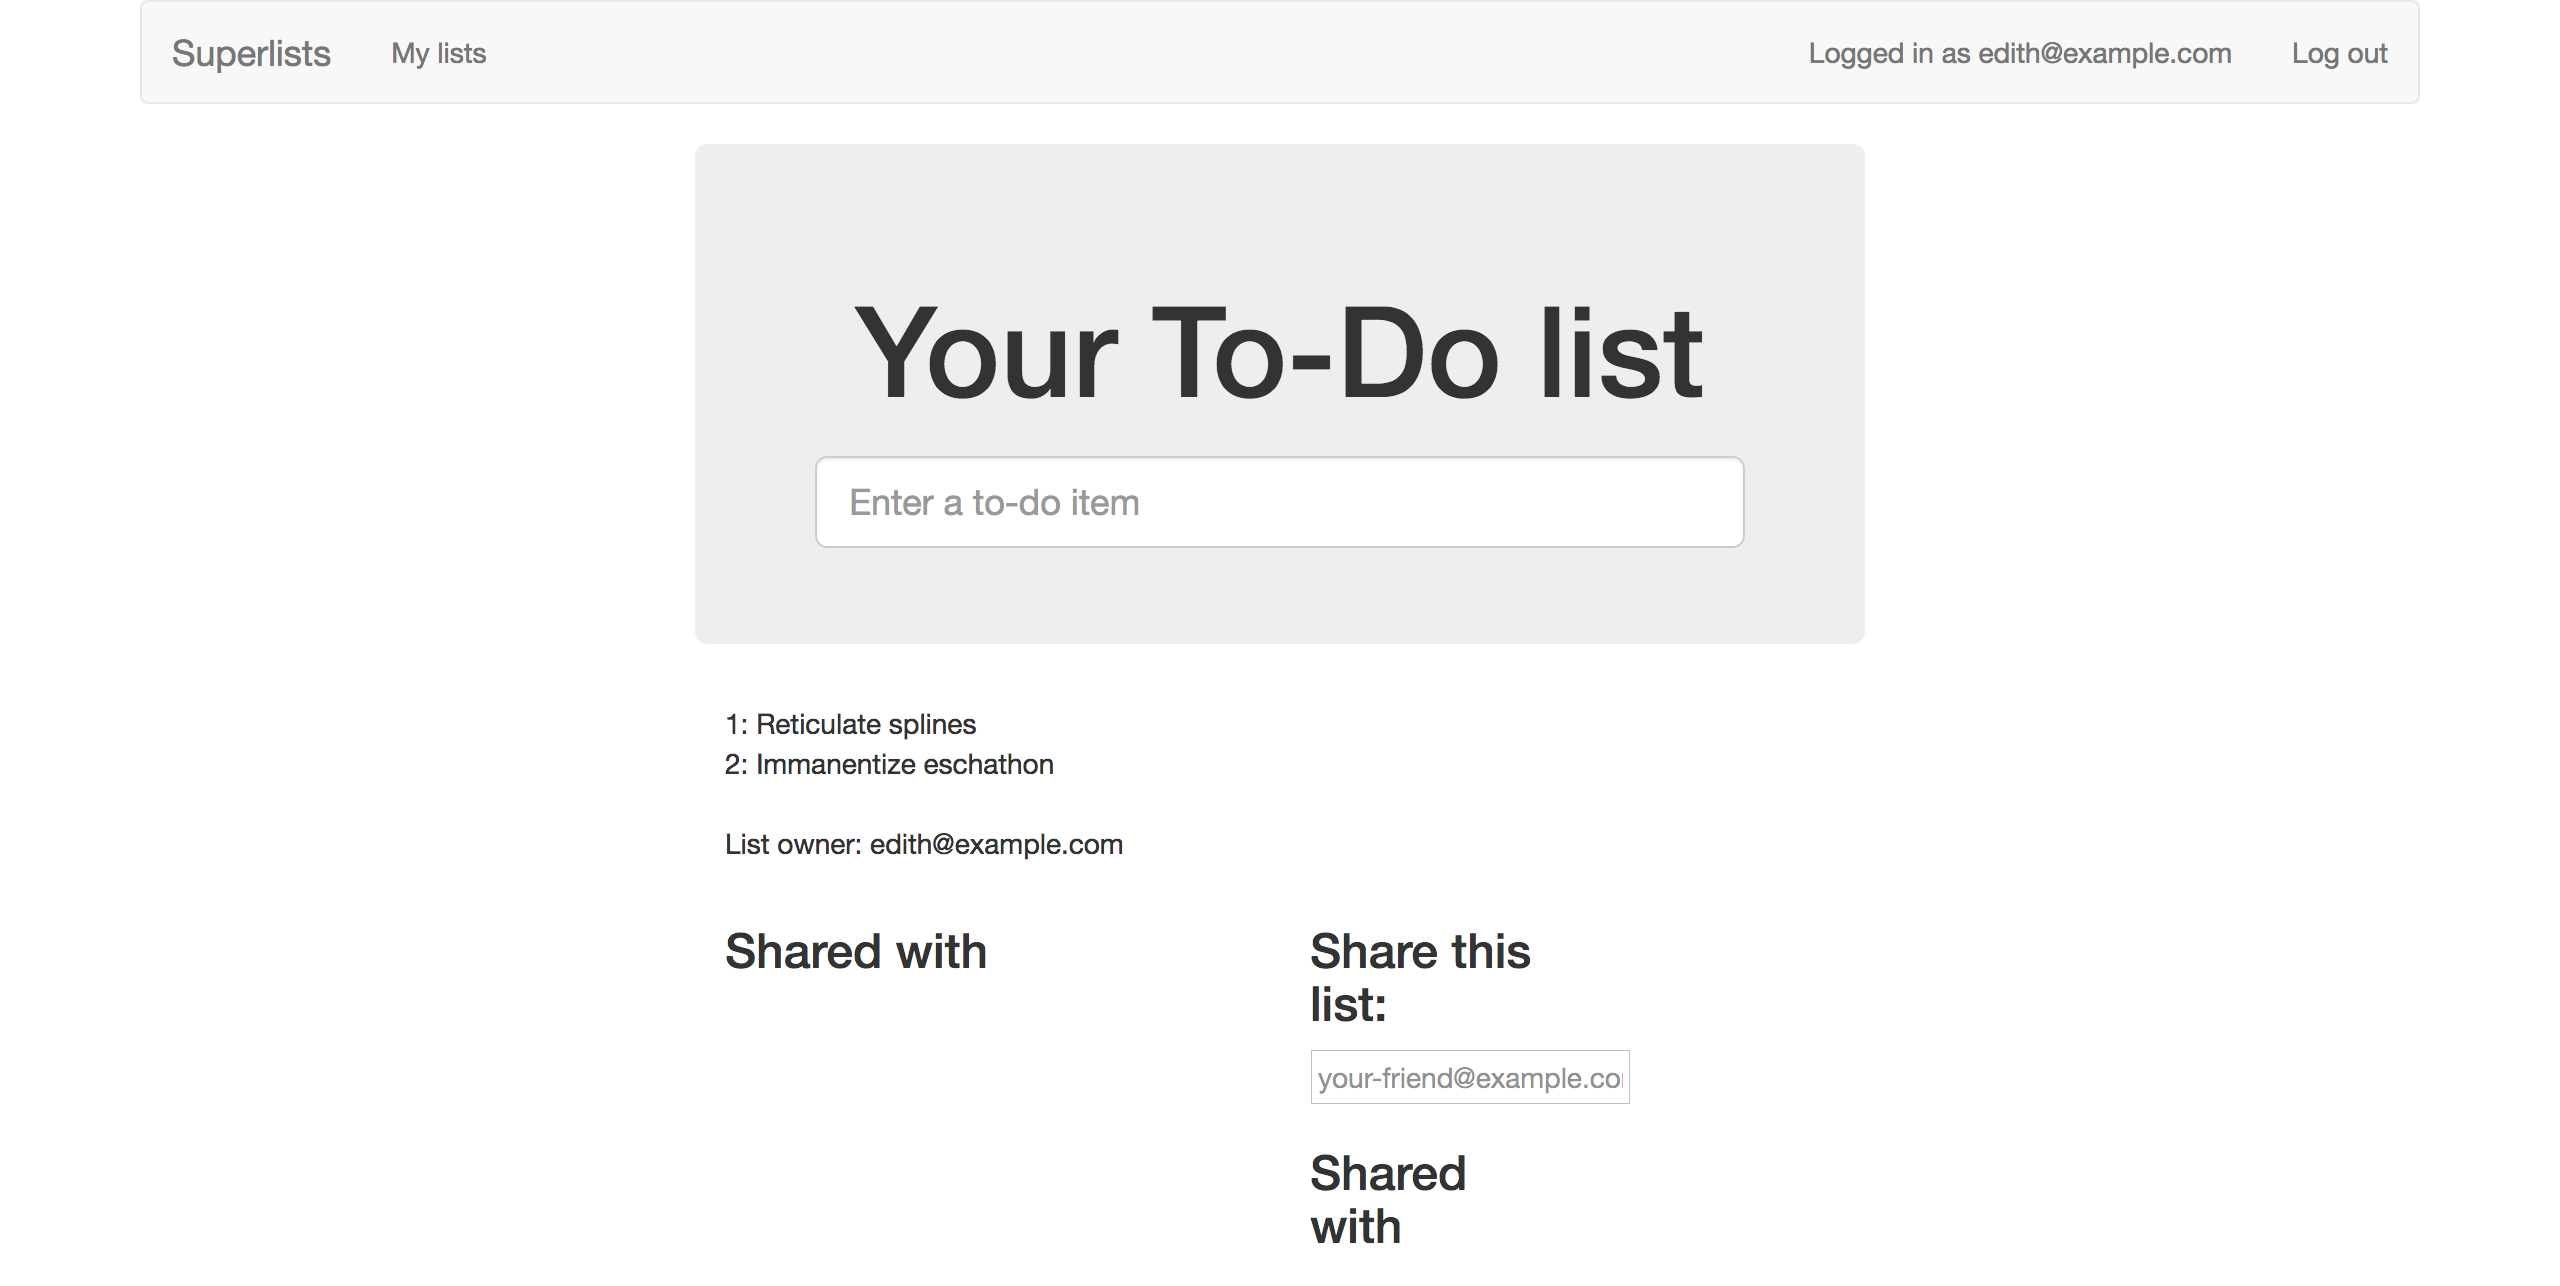 Superlists My lists Logged in as edith@example.com Log out
Your To-Do list
Enter a to-do item
1: Reticulate splines
2: Immanentize eschathon
List owner: edith@example.com
Shared with
Share this
list:
your-friend@example.co
Shared
with